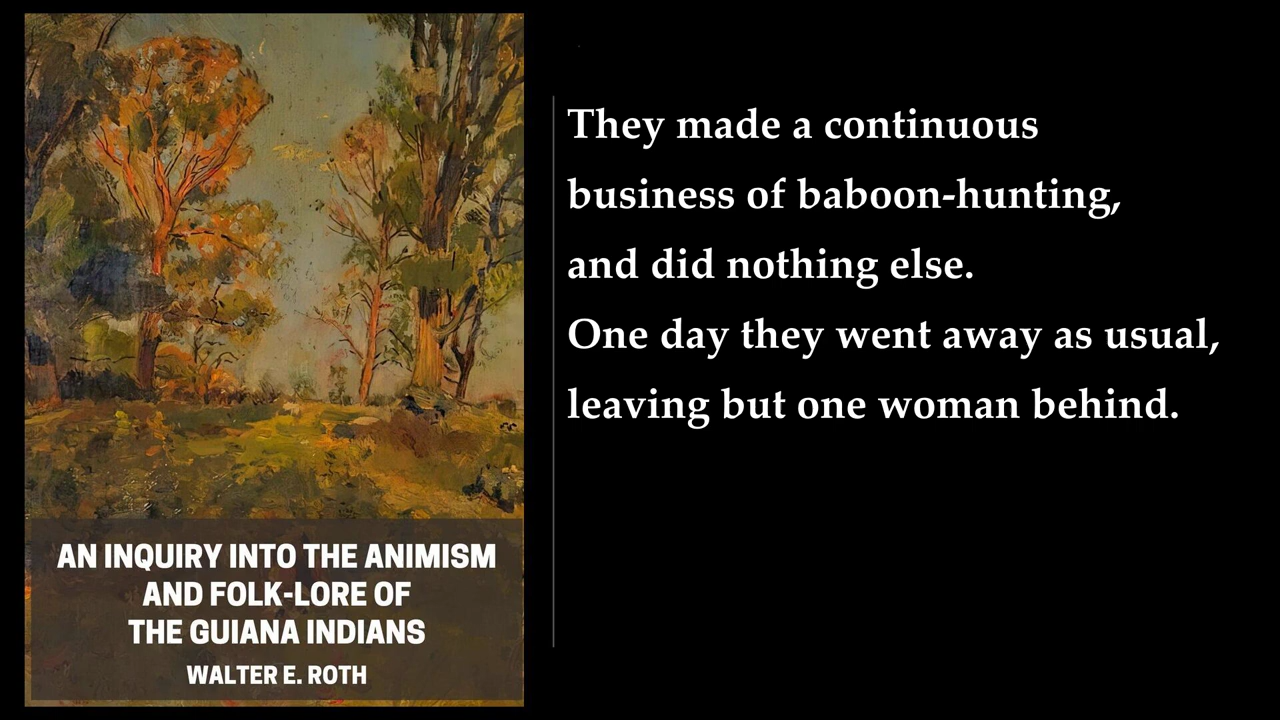 AN INQUIRY INTO THE ANIMISM
AND FOLK-LORE OF
THE GUIANA INDIANS
WALTER E. ROTH
They made a continuous
business of baboon-hunting,
and did nothing else.
One day they went away as usual,
leaving but one woman behind.